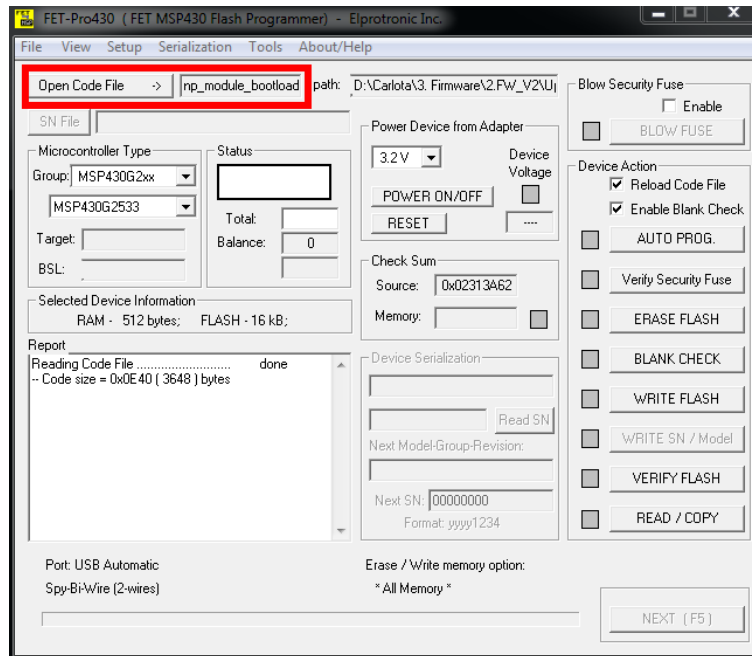 FET-Pro430 ( FET MSP430 Flash Programmer) - Elprotronic Inc.
File View Setup Serialization Tools About/Help
Open Code File -> np_module_bootload path: D:\Carlota\3. Firmware\2.FW_V2\U
SN File
Microcontroller Type
Group: MSP430G2xx
MSP430G2533
Target:
BSL:
Status
Total:
Balance: 0
Selected Device Information
RAM - 512 bytes; FLASH - 16 kB;
Report
Reading Code File ............................ done
-- Code size = 0x0E40 ( 3648 ) bytes
Power Device from Adapter
3.2 V
Device
Voltage
POWER ON/OFF
RESET
----
Check Sum
Source: 0x02313A62
Memory:
Device Serialization
Read SN
Next Model-Group-Revision:
Next SN: 00000000
Format: yyyy1234
Blow Security Fuse
Enable
BLOW FUSE
Device Action
Reload Code File
Enable Blank Check
AUTO PROG.
Verify Security Fuse
ERASE FLASH
BLANK CHECK
WRITE FLASH
WRITE SN / Model
VERIFY FLASH
READ / COPY
Port: USB Automatic
Spy-Bi-Wire (2-wires)
Erase / Write memory option:
* All Memory *
NEXT ( F5 )